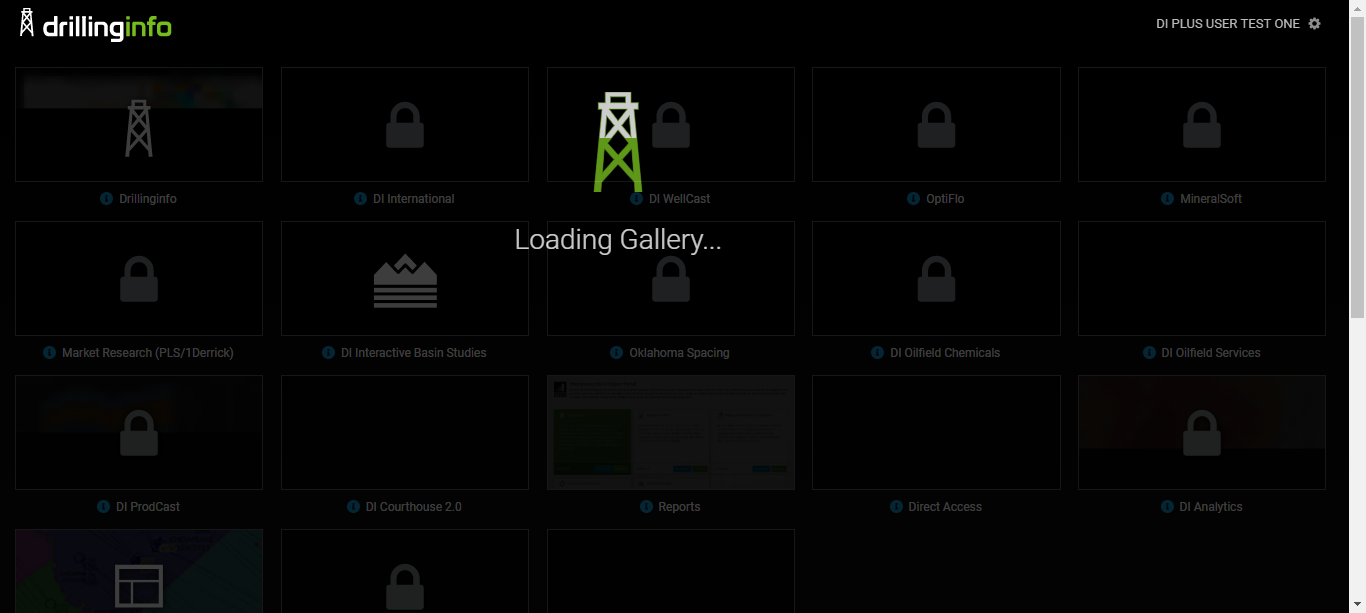 drillinginfo
DI PLUS USER TEST ONE
Drillinginfo
DI International
DI WellCast
OptiFlo
MineralSoft
Loading Gallery...
Market Research (PLS/1Derrick)
DI Interactive Basin Studies
Oklahoma Spacing
DI Oilfield Chemicals
DI Oilfield Services
DI ProdCast
DI Courthouse 2.0
Reports
Direct Access
DI Analytics